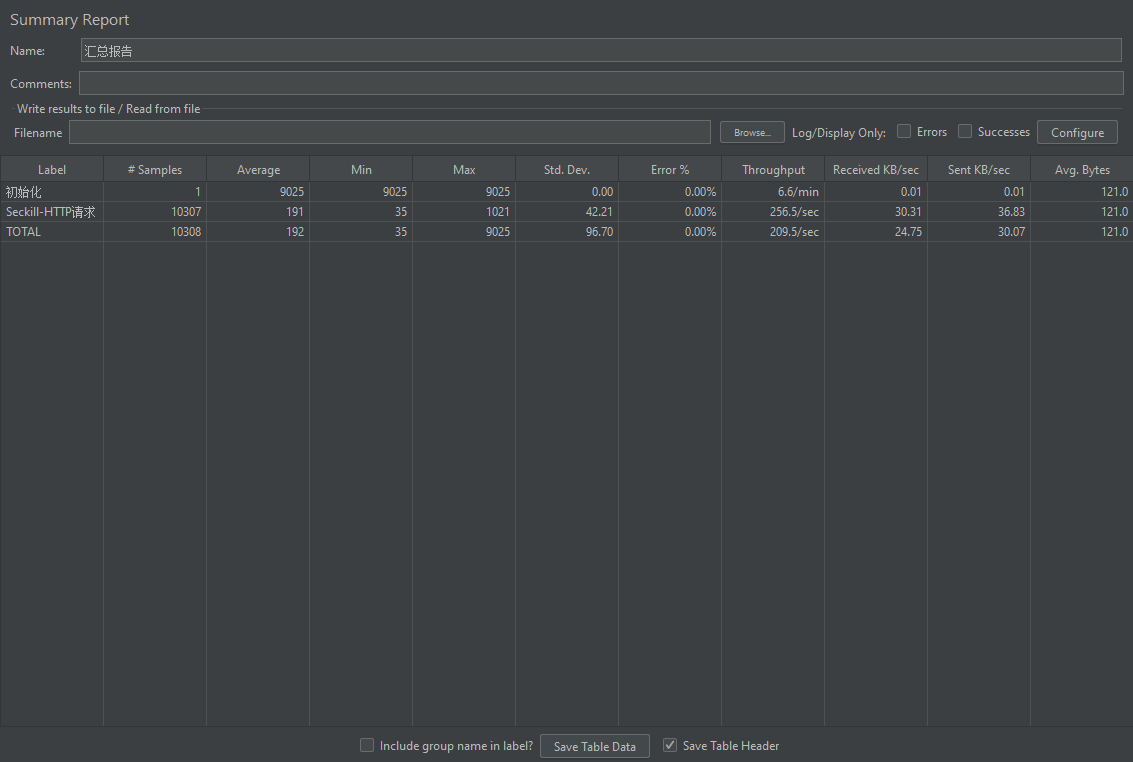 Summary Report
Name: 汇总报告
Comments:
Write results to file / Read from file
Filename Browse... Log/Display Only: Errors Successes Configure
Label # Samples Average Min Max Std. Dev. Error % Throughput Received KB/sec Sent KB/sec Avg. Bytes
初始化 1 9025 9025 9025 0.00 0.00% 6.6/min 0.01 0.01 121.0
Seckill-HTTP请求 10307 191 35 1021 42.21 0.00% 256.5/sec 30.31 36.83 121.0
TOTAL 10308 192 35 9025 96.70 0.00% 209.5/sec 24.75 30.07 121.0
Include group name in label? Save Table Data Save Table Header